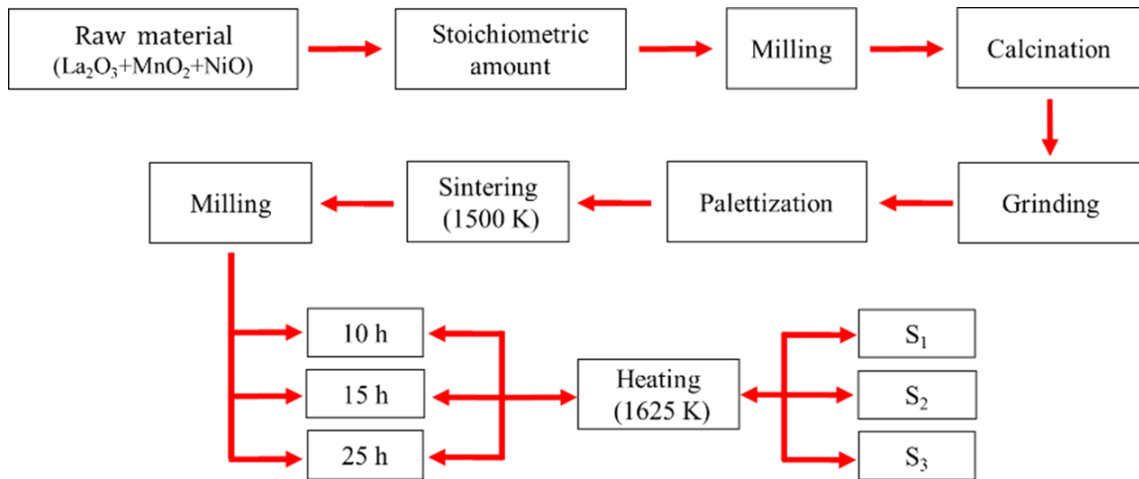 Raw material
(La₂O₃+MnO₂+NiO)
Stoichiometric
amount
Milling
Calcination
Grinding
Palettization
Sintering
(1500 K)
Milling
10 h
15 h
25 h
Heating
(1625 K)
S₁
S₂
S₃